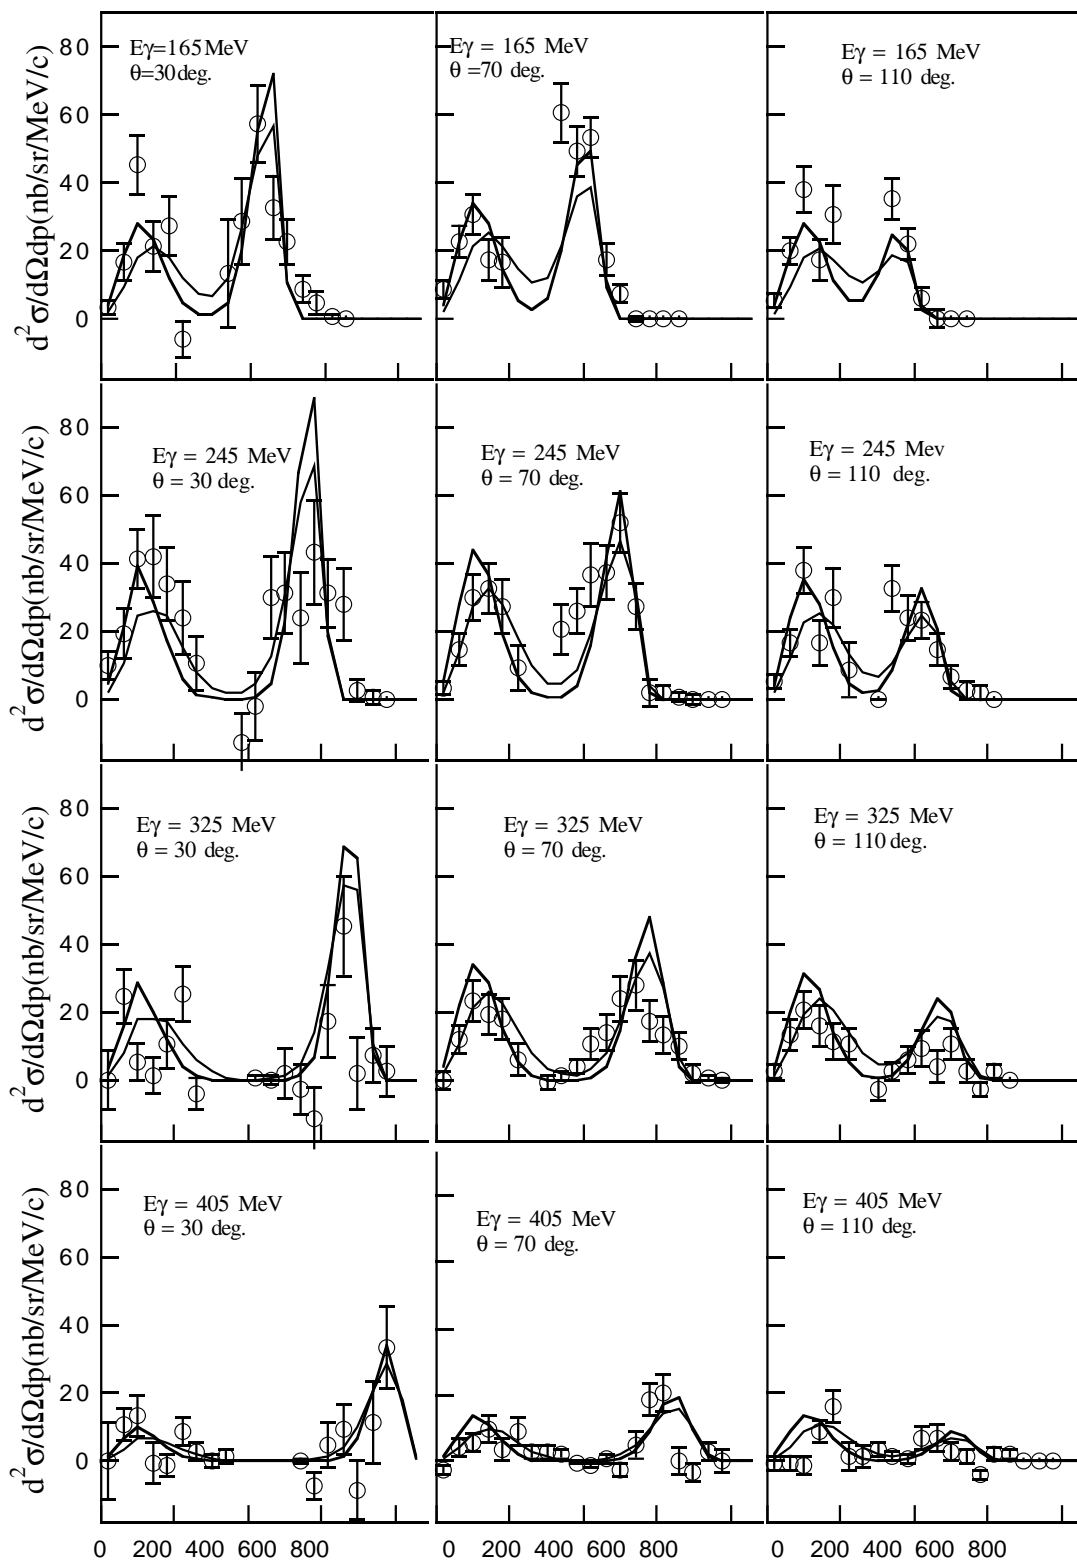 d²σ/dΩdp(nb/sr/MeV/c)
80
60
40
20
0
Eγ=165MeV
θ=30deg.
Eγ = 165 MeV
θ =70 deg.
Eγ = 165 MeV
θ = 110 deg.
d²σ/dΩdp(nb/sr/MeV/c)
80
60
40
20
0
Eγ = 245 MeV
θ = 30 deg.
Eγ = 245 MeV
θ = 70 deg.
Eγ = 245 Mev
θ = 110 deg.
d²σ/dΩdp(nb/sr/MeV/c)
80
60
40
20
0
Eγ = 325 MeV
θ = 30 deg.
Eγ = 325 MeV
θ = 70 deg.
Eγ = 325 MeV
θ = 110 deg.
d²σ/dΩdp(nb/sr/MeV/c)
80
60
40
20
0
Eγ = 405 MeV
θ = 30 deg.
Eγ = 405 MeV
θ = 70 deg.
Eγ = 405 MeV
θ = 110 deg.
0 200 400 600 800 0 200 400 600 800 0 200 400 600 800